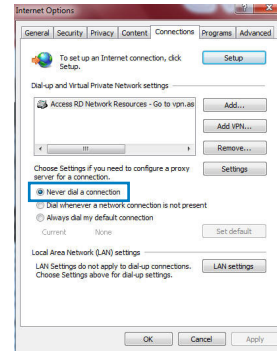 Internet Options
General Security Privacy Content Connections Programs Advanced
To set up an Internet connection, click
Setup.
Setup
Dial-up and Virtual Private Network settings
Access RD Network Resources - Go to vpn.as
Add...
Add VPN...
Remove...
Choose Settings if you need to configure a proxy
server for a connection.
Settings
Never dial a connection
Dial whenever a network connection is not present
Always dial my default connection
Current None
Set default
Local Area Network (LAN) settings
LAN Settings do not apply to dial-up connections.
Choose Settings above for dial-up settings.
LAN settings
OK Cancel Apply